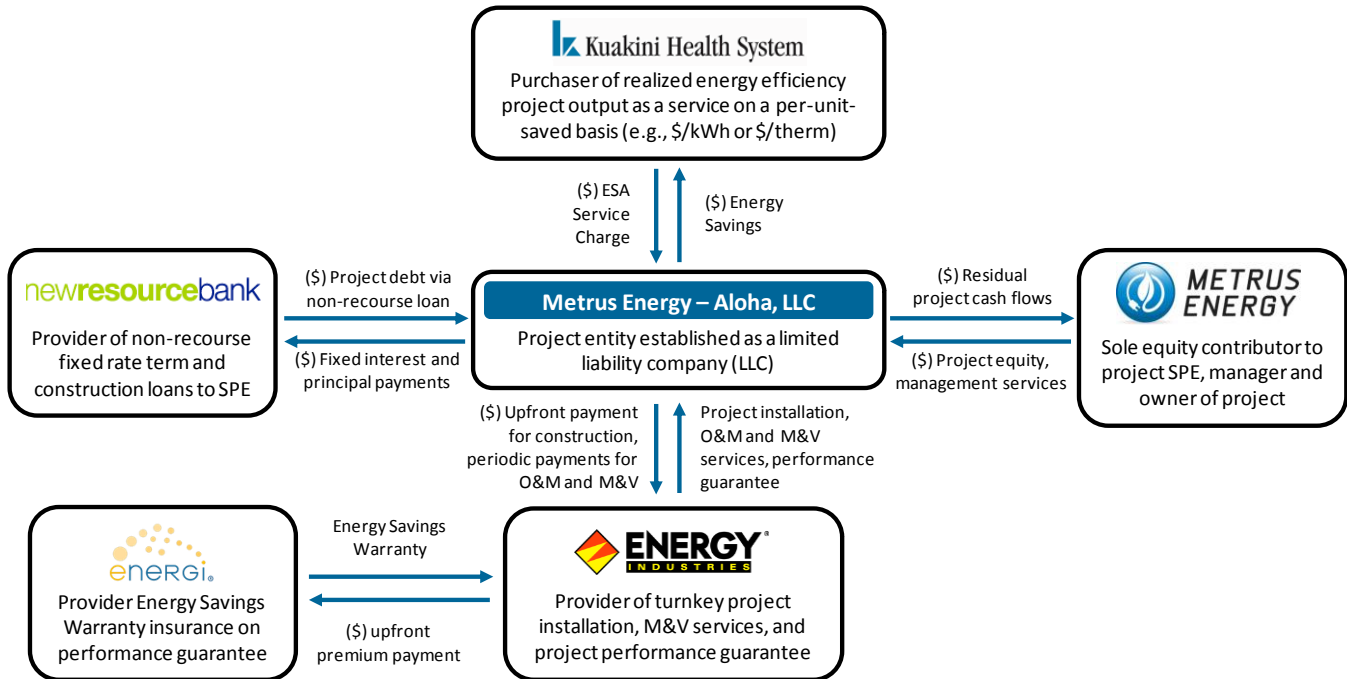 Kuakini Health System
Purchaser of realized energy efficiency
project output as a service on a per-unit-
saved basis (e.g., $/kWh or $/therm)
($) ESA
Service
Charge
($) Energy
Savings
newresourcebank
Provider of non-recourse
fixed rate term and
construction loans to SPE
($) Project debt via
non-recourse loan
($) Fixed interest and
principal payments
Metrus Energy – Aloha, LLC
Project entity established as a limited
liability company (LLC)
($) Residual
project cash flows
($) Project equity,
management services
METRUS
ENERGY
Sole equity contributor to
project SPE, manager and
owner of project
($) Upfront payment
for construction,
periodic payments for
O&M and M&V
Project installation,
O&M and M&V
services, performance
guarantee
energi®
Provider Energy Savings
Warranty insurance on
performance guarantee
Energy Savings
Warranty
($) upfront
premium payment
ENERGY®
INDUSTRIES
Provider of turnkey project
installation, M&V services, and
project performance guarantee